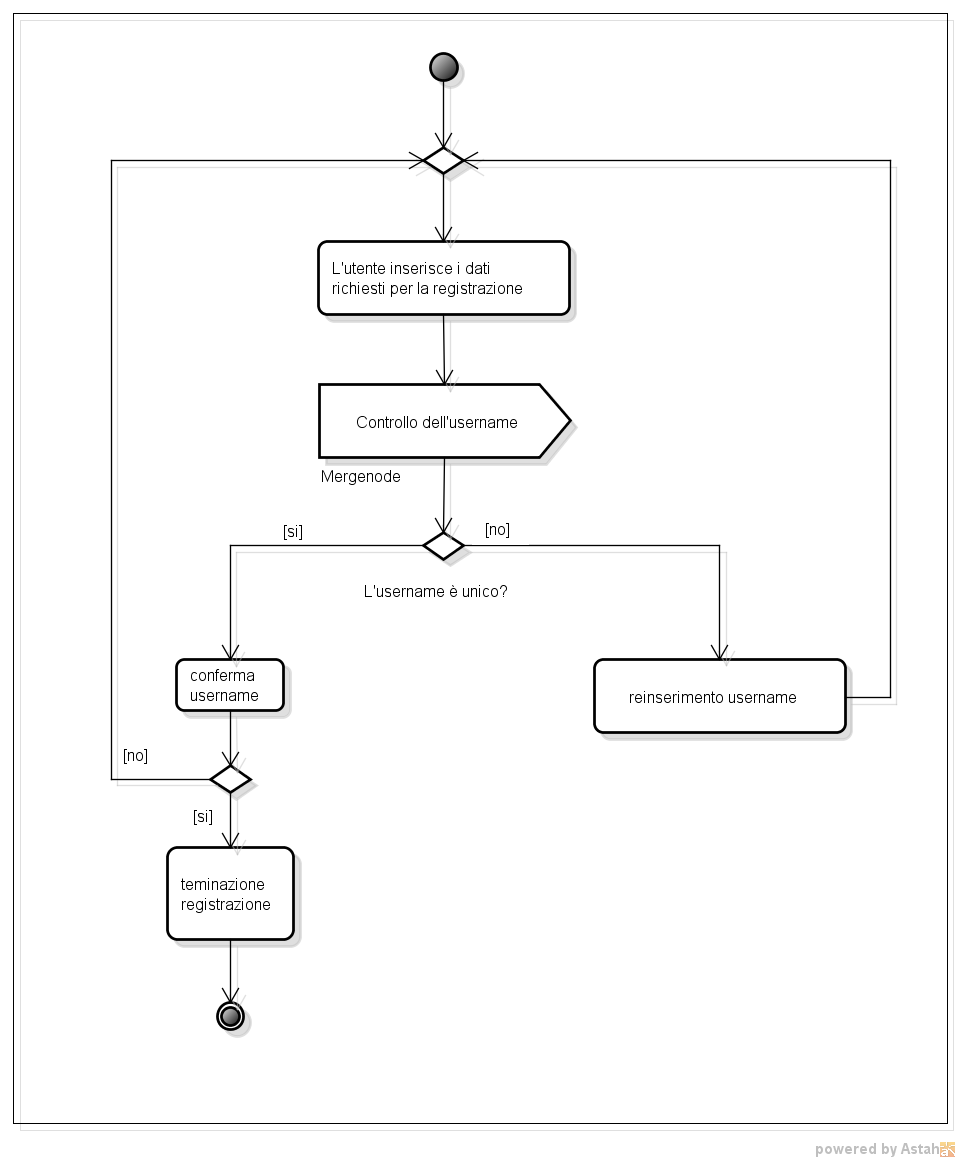 L'utente inserisce i dati
richiesti per la registrazione
Controllo dell'username
Mergenode
[si]
[no]
L'username è unico?
conferma
username
reinserimento username
[no]
[si]
teminazione
registrazione
powered by Astah